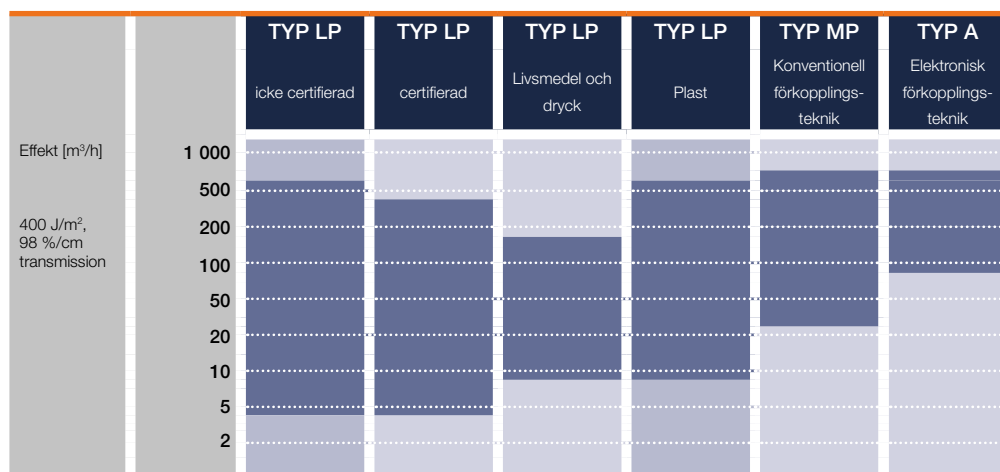 TYP LP
TYP LP
TYP LP
TYP LP
TYP MP
TYP A
icke certifierad
certifierad
Livsmedel och
dryck
Plast
Konventionell
förkopplings-
teknik
Elektronisk
förkopplings-
teknik
Effekt [m³/h]
400 J/m²,
98 %/cm
transmission
1 000
500
200
100
50
20
10
5
2